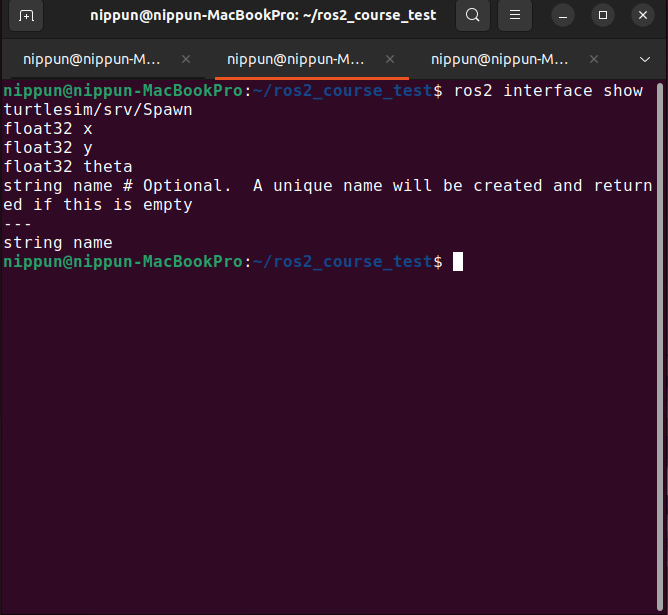 nippun@nippun-MacBookPro: ~/ros2_course_test
nippun@nippun-M... × nippun@nippun-M... × nippun@nippun-M... ×
nippun@nippun-MacBookPro:~/ros2_course_test$ ros2 interface show
turtlesim/srv/Spawn
float32 x
float32 y
float32 theta
string name # Optional.  A unique name will be created and return
ed if this is empty
---
string name
nippun@nippun-MacBookPro:~/ros2_course_test$